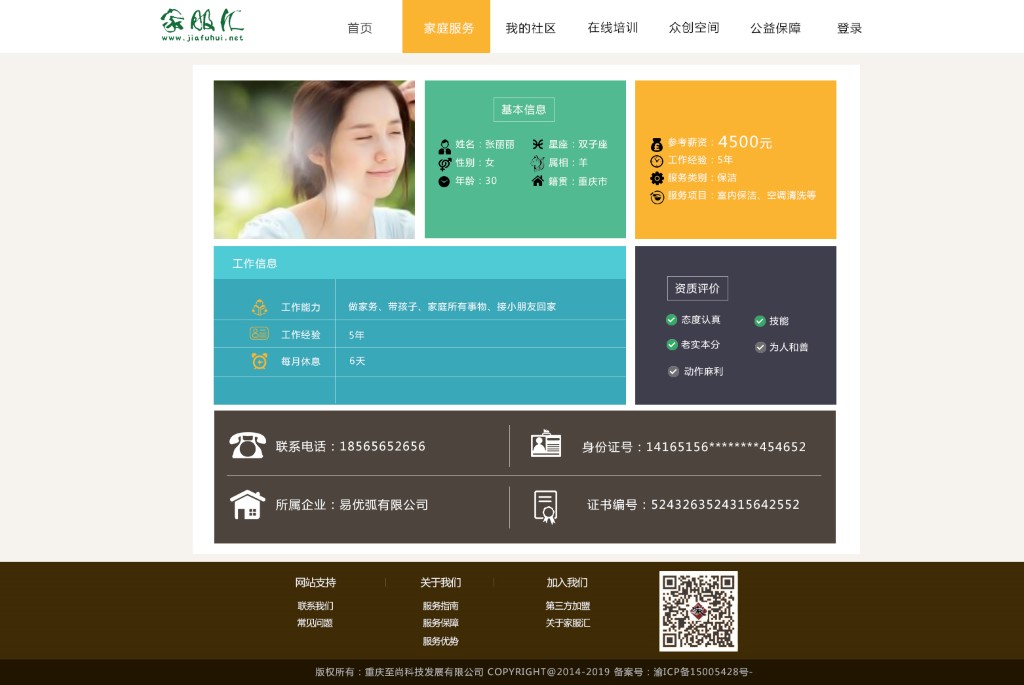 家服汇
www.jiafuhui.net
首页 家庭服务 我的社区 在线培训 众创空间 公益保障 登录
基本信息
姓名：张丽丽 星座：双子座
性别：女 属相：羊
年龄：30 籍贯：重庆市
参考薪资：4500元
工作经验：5年
服务类别：保洁
服务项目：室内保洁、空调清洗等
工作信息
工作能力 做家务、带孩子、家庭所有事物、接小朋友回家
工作经验 5年
每月休息 6天
资质评价
态度认真 技能
老实本分 为人和善
动作麻利
联系电话：18565652656 身份证号：14165156********454652
所属企业：易优弧有限公司 证书编号：5243263524315642552
网站支持 关于我们 加入我们
联系我们 服务指南 第三方加盟
常见问题 服务保障 关于家服汇
服务优势
版权所有：重庆至尚科技发展有限公司 COPYRIGHT@2014-2019 备案号：渝ICP备15005428号-